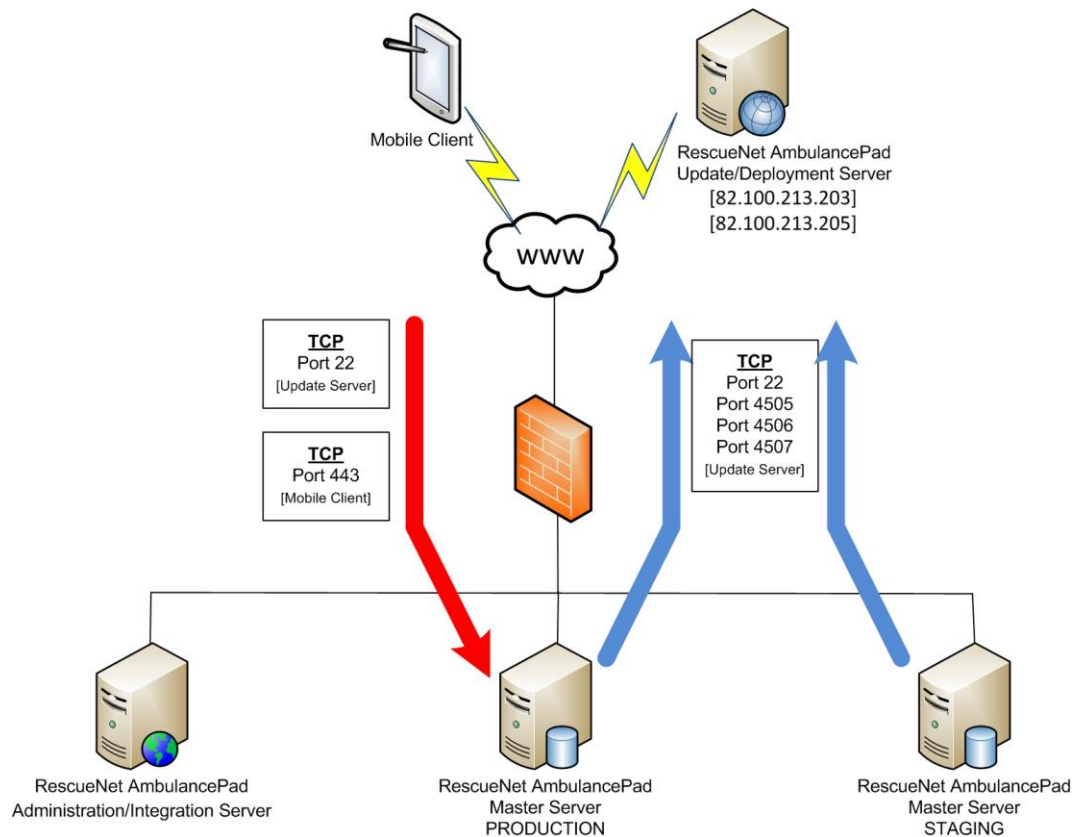 Mobile Client
RescueNet AmbulancePad
Update/Deployment Server
[82.100.213.203]
[82.100.213.205]
www
TCP
Port 22
[Update Server]
TCP
Port 443
[Mobile Client]
TCP
Port 22
Port 4505
Port 4506
Port 4507
[Update Server]
RescueNet AmbulancePad
Administration/Integration Server
RescueNet AmbulancePad
Master Server
PRODUCTION
RescueNet AmbulancePad
Master Server
STAGING